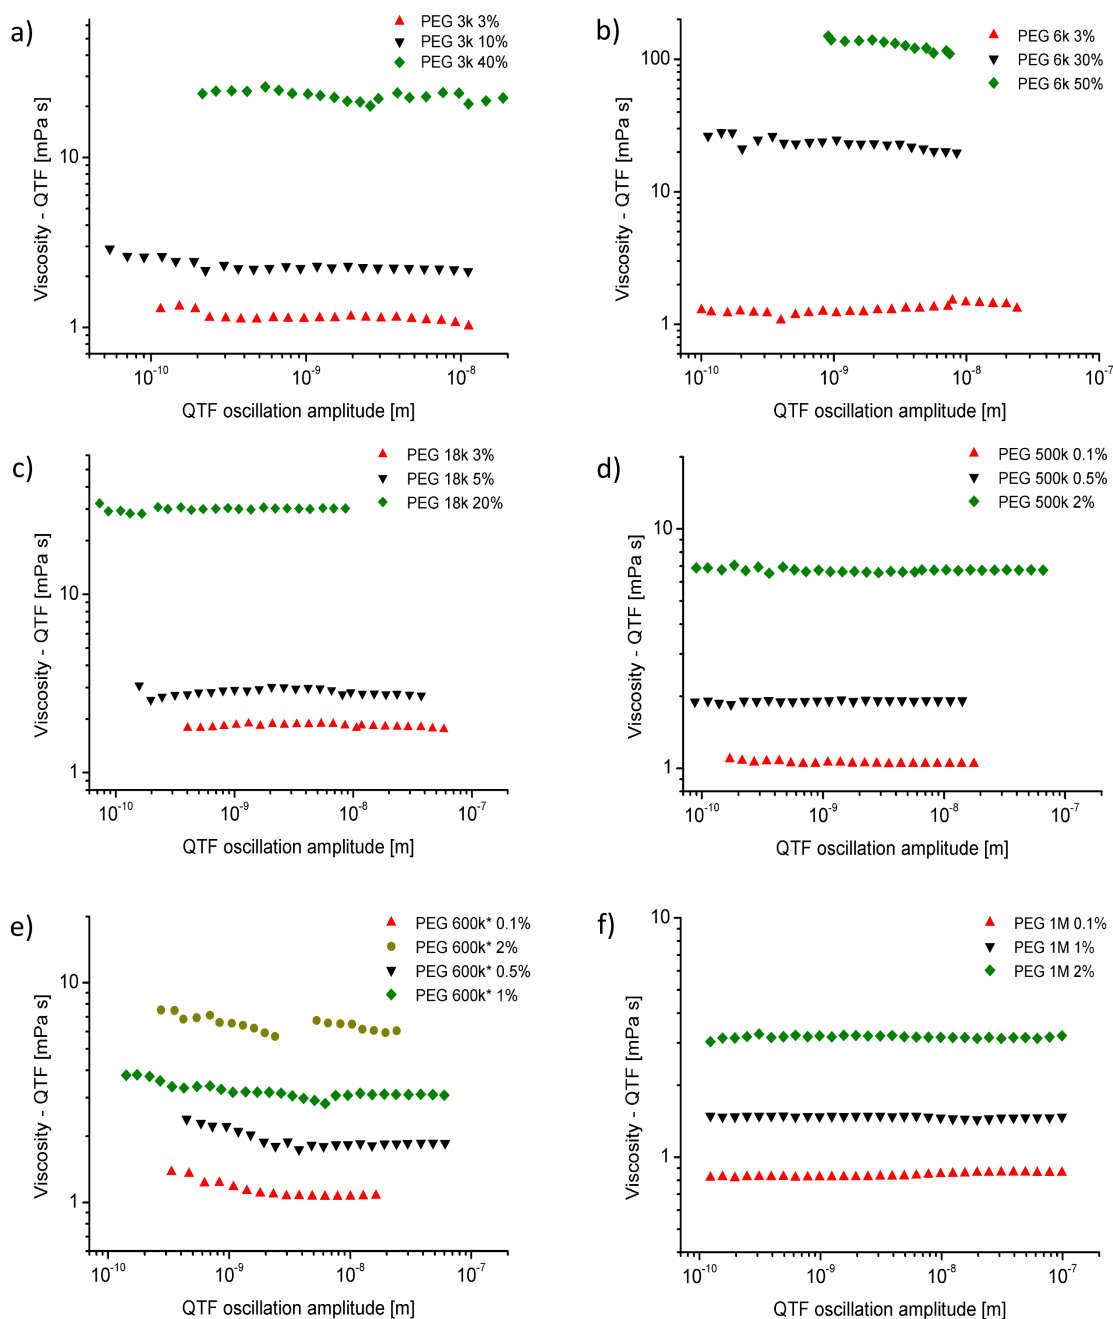 a)
PEG 3k 3%
PEG 3k 10%
PEG 3k 40%
Viscosity - QTF [mPa s]
10
1
10⁻¹⁰
10⁻⁹
10⁻⁸
QTF oscillation amplitude [m]
b)
PEG 6k 3%
PEG 6k 30%
PEG 6k 50%
Viscosity - QTF [mPa s]
100
10
1
10⁻¹⁰
10⁻⁹
10⁻⁸
10⁻⁷
QTF oscillation amplitude [m]
c)
PEG 18k 3%
PEG 18k 5%
PEG 18k 20%
Viscosity - QTF [mPa s]
10
1
10⁻¹⁰
10⁻⁹
10⁻⁸
10⁻⁷
QTF oscillation amplitude [m]
d)
PEG 500k 0.1%
PEG 500k 0.5%
PEG 500k 2%
Viscosity - QTF [mPa s]
10
1
10⁻¹⁰
10⁻⁹
10⁻⁸
10⁻⁷
QTF oscillation amplitude [m]
e)
PEG 600k* 0.1%
PEG 600k* 2%
PEG 600k* 0.5%
PEG 600k* 1%
Viscosity - QTF [mPa s]
10
1
10⁻¹⁰
10⁻⁹
10⁻⁸
10⁻⁷
QTF oscillation amplitude [m]
f)
PEG 1M 0.1%
PEG 1M 1%
PEG 1M 2%
Viscosity - QTF [mPa s]
10
1
10⁻¹⁰
10⁻⁹
10⁻⁸
10⁻⁷
QTF oscillation amplitude [m]